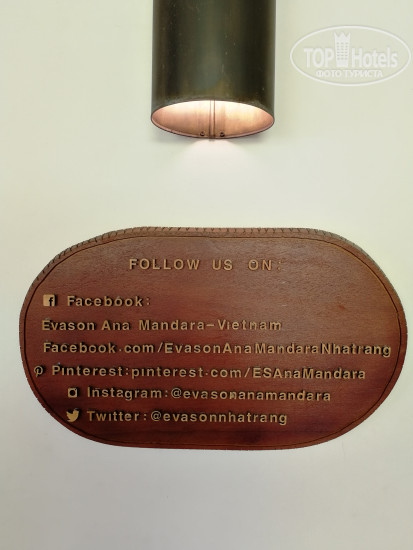 TOP Hotels
ФОТО ТУРИСТА
FOLLOW US ON:
Facebook:
Evason Ana Mandara-Vietnam
Facebook.com/EvasonAnaMandaraNhatrang
Pinterest:pinterest.com/ESAnaMandara
Instagram:@evasonanamandara
Twitter:@evasonnhatrang